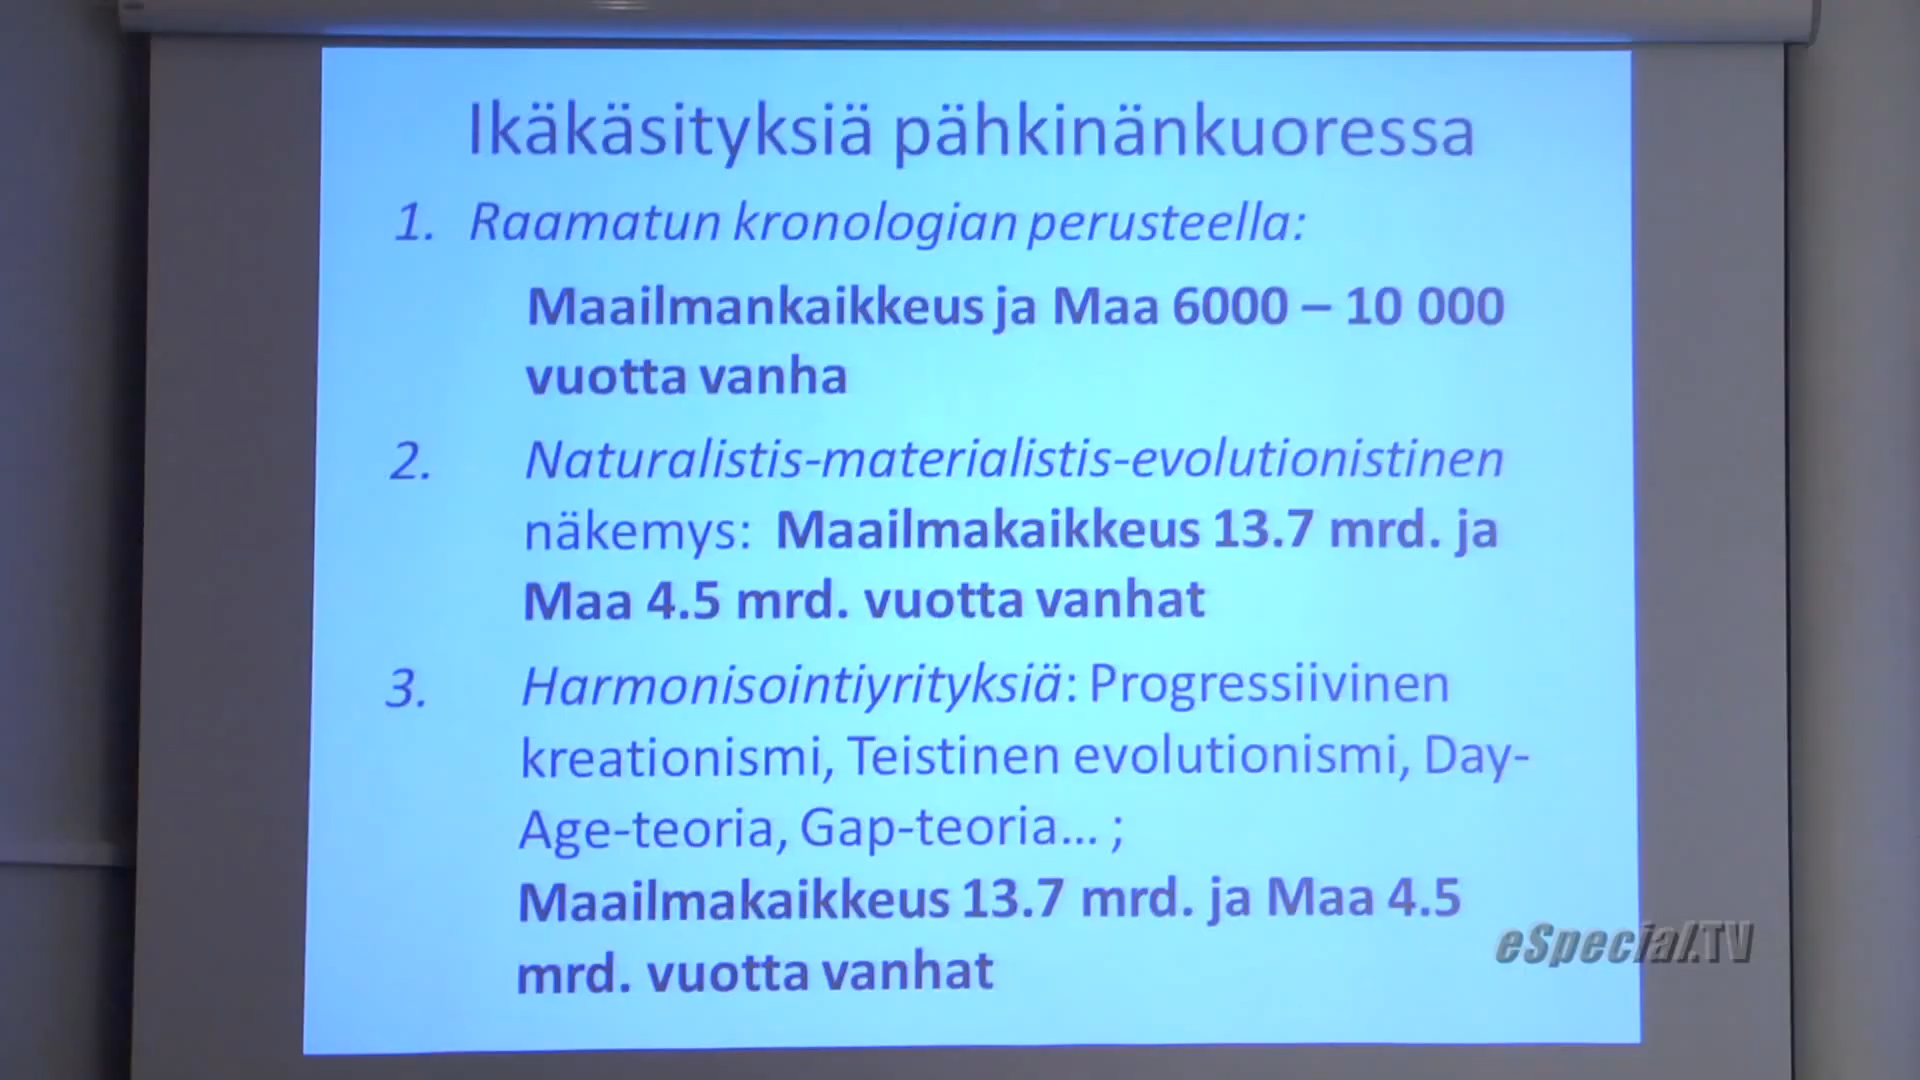 Ikäkäsityksiä pähkinänkuoressa
1. Raamatun kronologian perusteella:
Maailmankaikkeus ja Maa 6000 – 10 000
vuotta vanha
2. Naturalistis-materialistis-evolutionistinen
näkemys: Maailmakaikkeus 13.7 mrd. ja
Maa 4.5 mrd. vuotta vanhat
3. Harmonisointiyrityksiä: Progressiivinen
kreationismi, Teistinen evolutionismi, Day-
Age-teoria, Gap-teoria... ;
Maailmakaikkeus 13.7 mrd. ja Maa 4.5
mrd. vuotta vanhat
eSpecial.TV